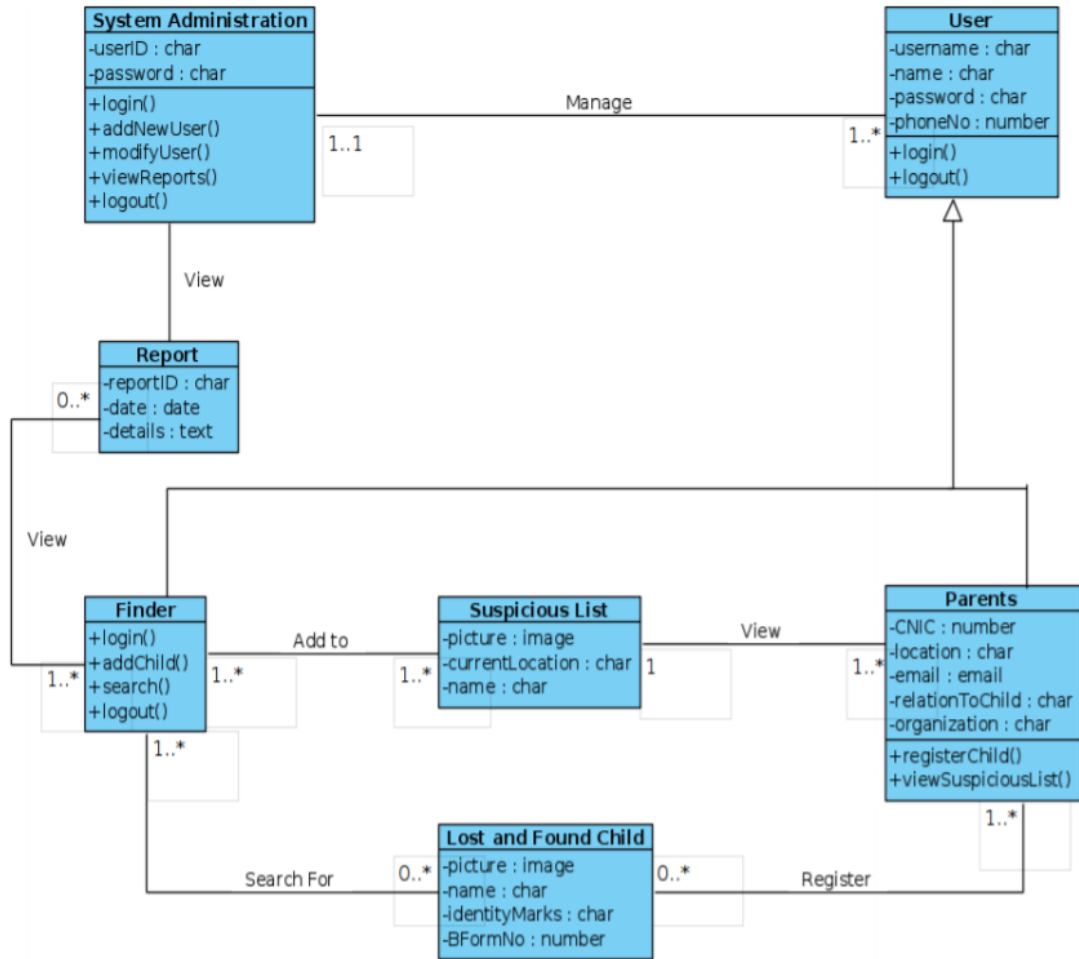 System Administration
-userID : char
-password : char
+login()
+addNewUser()
+modifyUser()
+viewReports()
+logout()
Manage
1..1
1..*
User
-username : char
-name : char
-password : char
-phoneNo : number
+login()
+logout()
View
Report
-reportID : char
-date : date
-details : text
0..*
View
Finder
+login()
+addChild()
+search()
+logout()
1..*
Add to
1..*
1..*
Suspicious List
-picture : image
-currentLocation : char
-name : char
View
1
1..*
Parents
-CNIC : number
-location : char
-email : email
-relationToChild : char
-organization : char
+registerChild()
+viewSuspiciousList()
1..*
1..*
Search For
0..*
Lost and Found Child
-picture : image
-name : char
-identityMarks : char
-BFormNo : number
0..*
Register